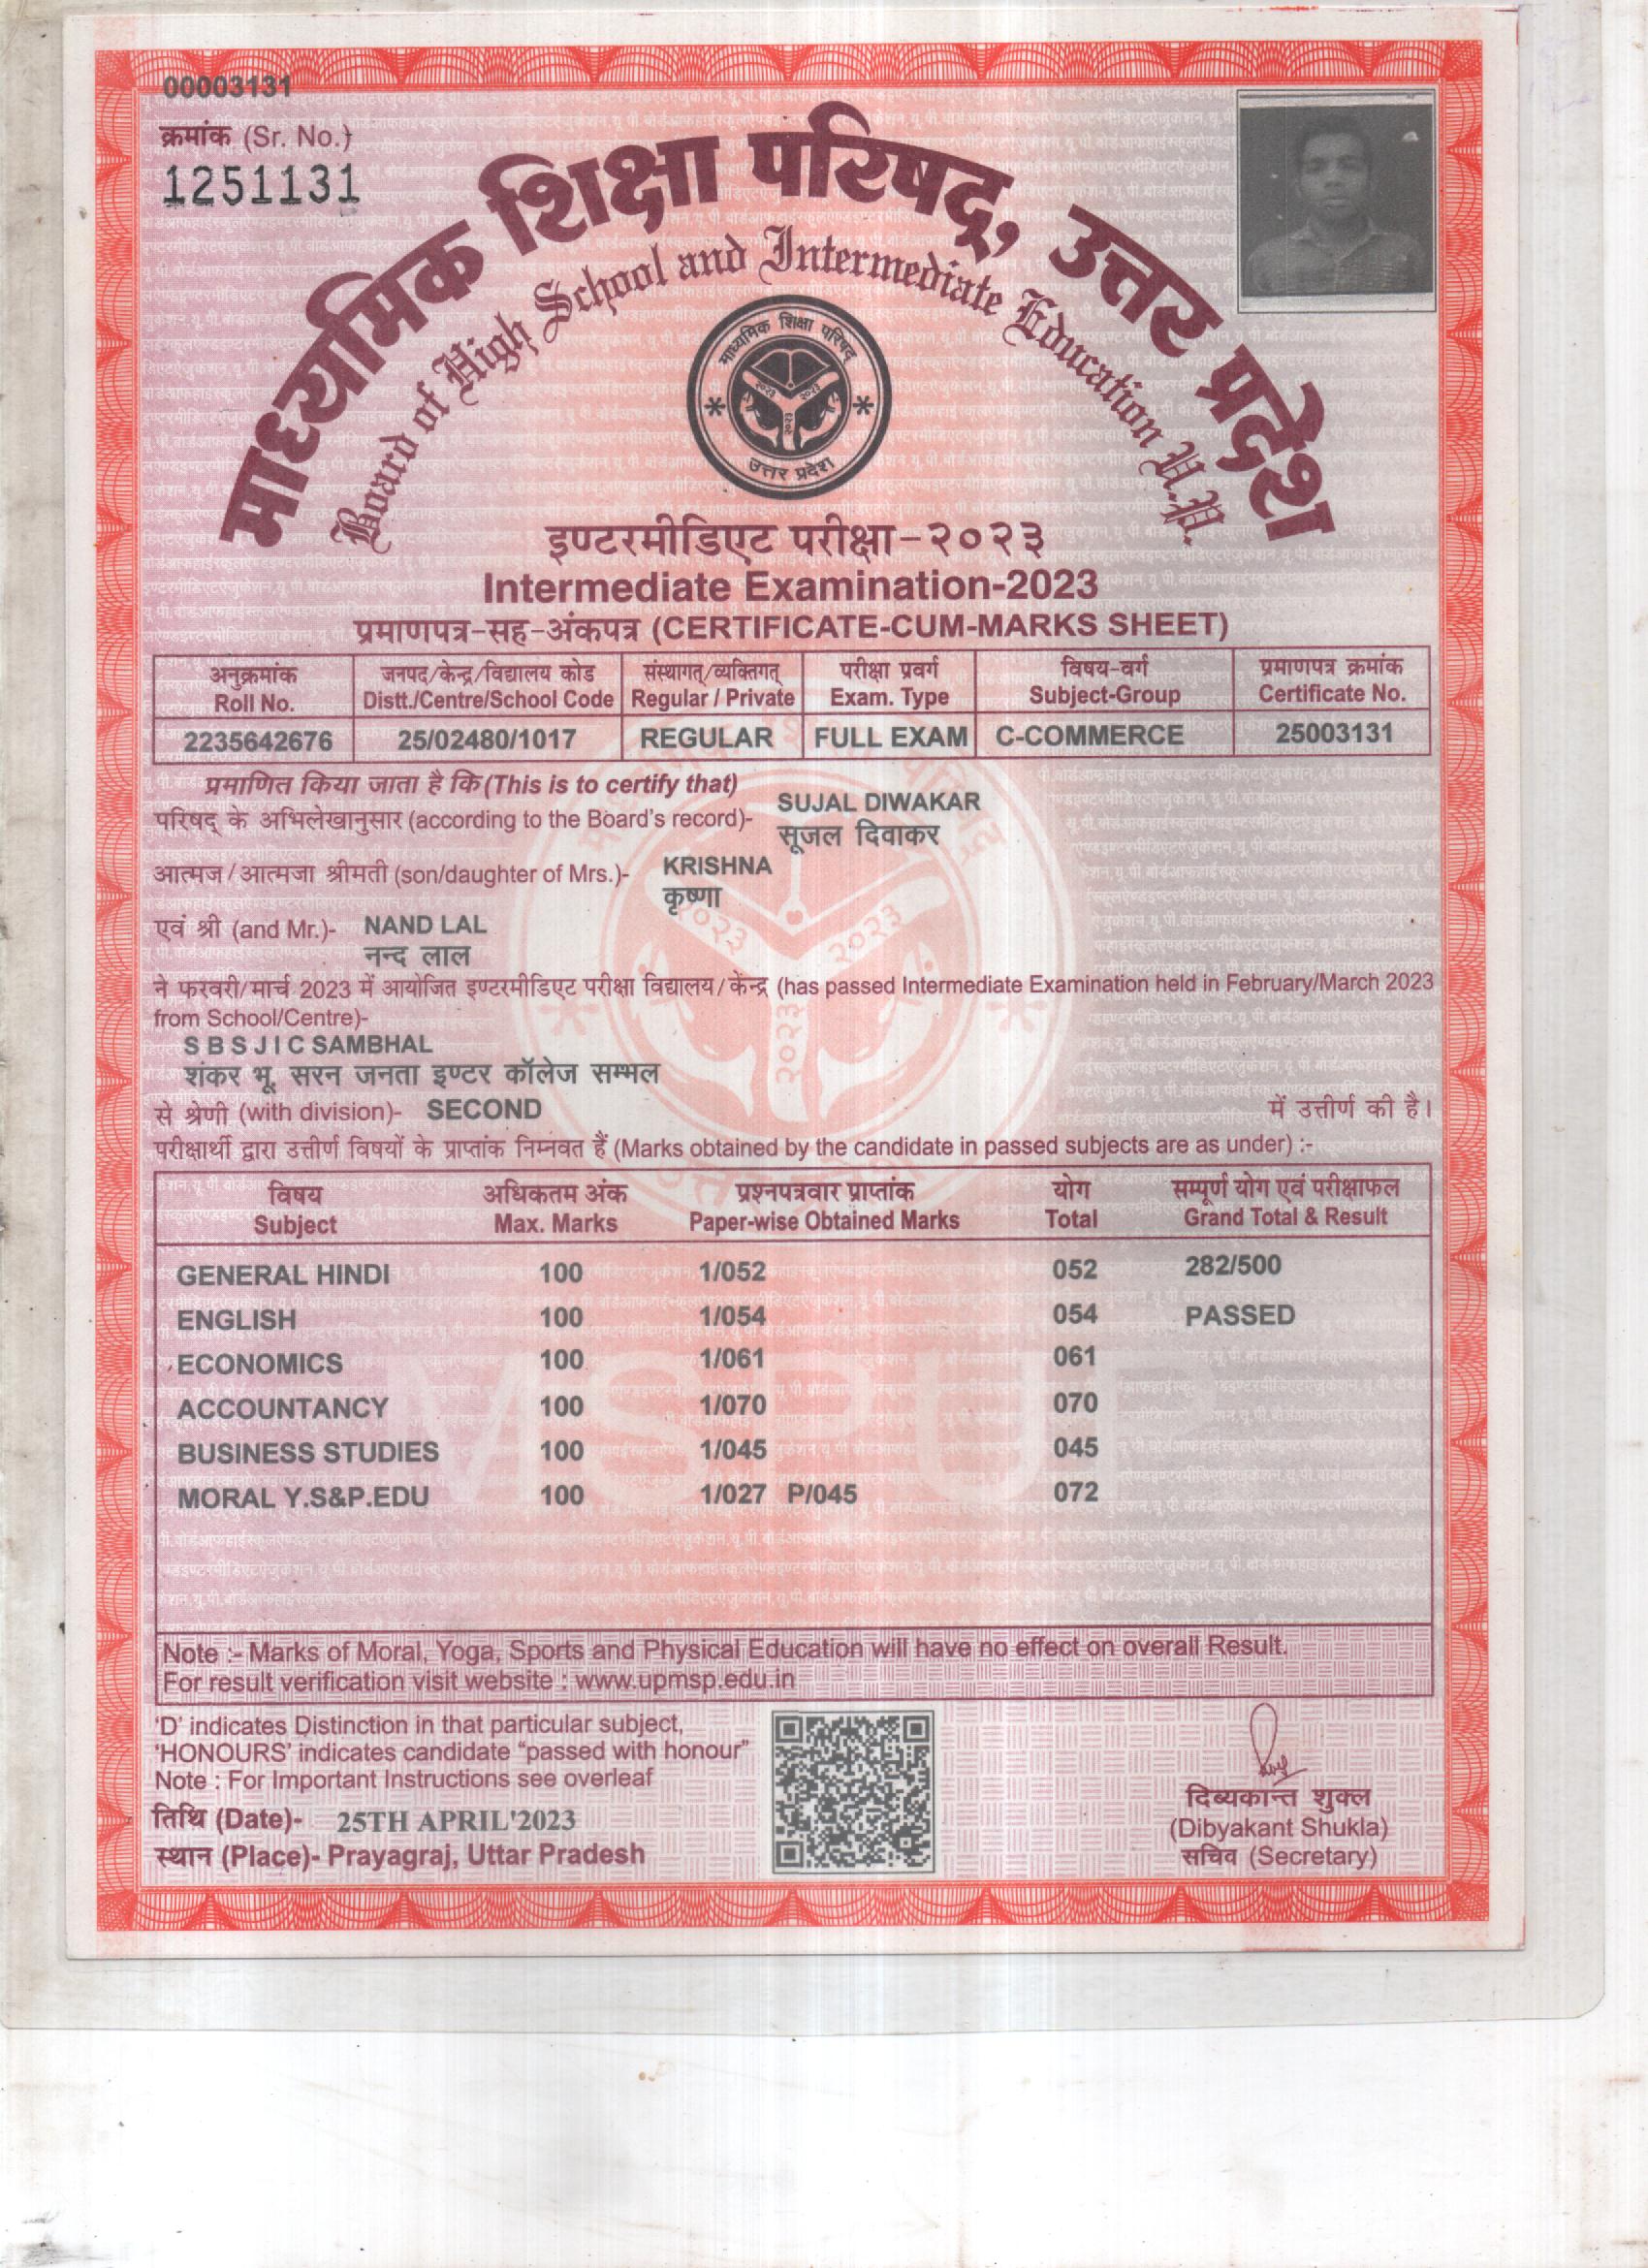 00003131
क्रमांक (Sr. No.)
1251131
माध्यमिक शिक्षा परिषद्, उत्तर प्रदेश
Board of High School and Intermediate Education U.P.
माध्यमिक शिक्षा परिषद्
२०२३ २०२३
२०२३
उत्तर प्रदेश
इण्टरमीडिएट परीक्षा-२०२३
Intermediate Examination-2023
प्रमाणपत्र-सह-अंकपत्र (CERTIFICATE-CUM-MARKS SHEET)
अनुक्रमांक जनपद/केन्द्र/विद्यालय कोड संस्थागत्/व्यक्तिगत् परीक्षा प्रवर्ग विषय-वर्ग प्रमाणपत्र क्रमांक
Roll No. Distt./Centre/School Code Regular / Private Exam. Type Subject-Group Certificate No.
2235642676 25/02480/1017 REGULAR FULL EXAM C-COMMERCE 25003131
प्रमाणित किया जाता है कि (This is to certify that)
परिषद् के अभिलेखानुसार (according to the Board's record)- SUJAL DIWAKAR
सूजल दिवाकर
आत्मज/आत्मजा श्रीमती (son/daughter of Mrs.)- KRISHNA
कृष्णा
एवं श्री (and Mr.)- NAND LAL
नन्द लाल
ने फरवरी/मार्च 2023 में आयोजित इण्टरमीडिएट परीक्षा विद्यालय/केंन्द्र (has passed Intermediate Examination held in February/March 2023
from School/Centre)-
S B S J I C SAMBHAL
शंकर भू. सरन जनता इण्टर कॉलेज सम्भल
से श्रेणी (with division)- SECOND में उत्तीर्ण की है।
परीक्षार्थी द्वारा उत्तीर्ण विषयों के प्राप्तांक निम्नवत हैं (Marks obtained by the candidate in passed subjects are as under) :-
विषय अधिकतम अंक प्रश्नपत्रवार प्राप्तांक योग सम्पूर्ण योग एवं परीक्षाफल
Subject Max. Marks Paper-wise Obtained Marks Total Grand Total & Result
GENERAL HINDI 100 1/052 052 282/500
ENGLISH 100 1/054 054 PASSED
ECONOMICS 100 1/061 061
ACCOUNTANCY 100 1/070 070
BUSINESS STUDIES 100 1/045 045
MORAL Y.S&P.EDU 100 1/027 P/045 072
Note :- Marks of Moral, Yoga, Sports and Physical Education will have no effect on overall Result.
For result verification visit website : www.upmsp.edu.in
'D' indicates Distinction in that particular subject,
'HONOURS' indicates candidate "passed with honour"
Note : For Important Instructions see overleaf
तिथि (Date)- 25TH APRIL'2023
स्थान (Place)- Prayagraj, Uttar Pradesh
दिब्यकान्त शुक्ल
(Dibyakant Shukla)
सचिव (Secretary)